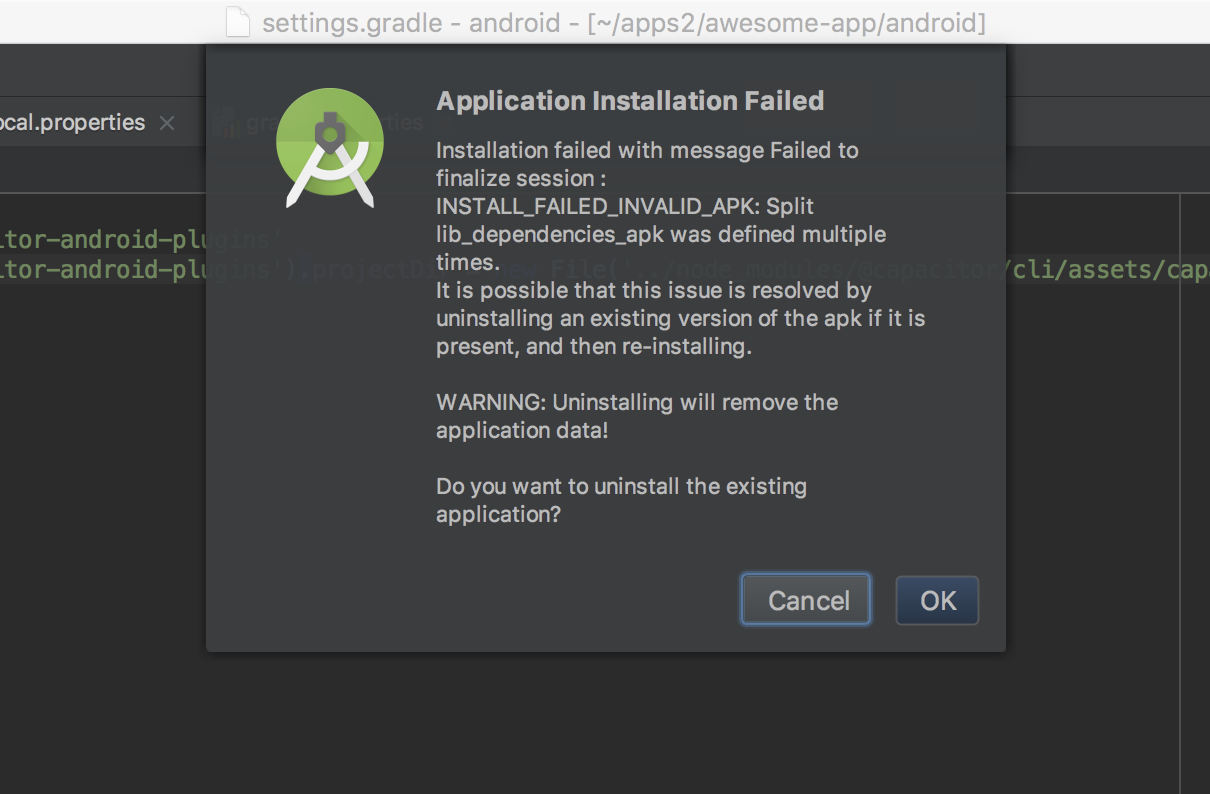 settings.gradle - android - [~/apps2/awesome-app/android]
ocal.properties
Application Installation Failed
Installation failed with message Failed to
finalize session :
INSTALL_FAILED_INVALID_APK: Split
lib_dependencies_apk was defined multiple
times.
It is possible that this issue is resolved by
uninstalling an existing version of the apk if it is
present, and then re-installing.
WARNING: Uninstalling will remove the
application data!
Do you want to uninstall the existing
application?
Cancel OK
itor-android-plugins'
itor-android-plugins').projectDir = new File('../node_modules/@capacitor/cli/assets/capa